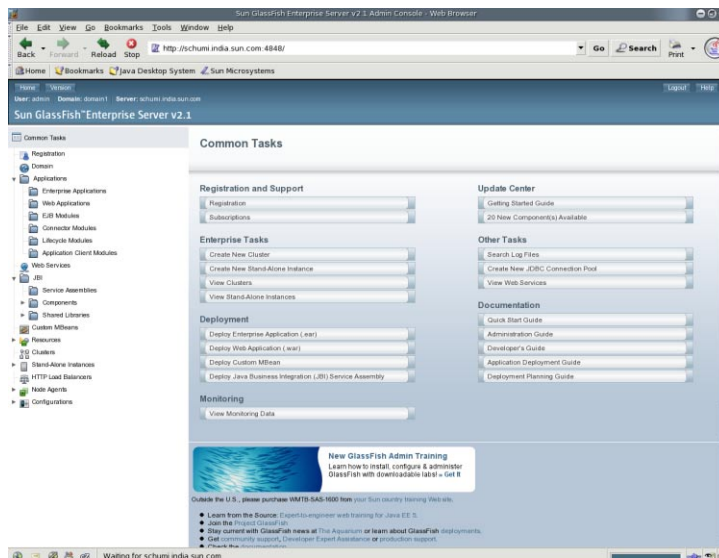 Sun GlassFish Enterprise Server v2.1 Admin Console - Web Browser
File Edit View Go Bookmarks Tools Window Help
Back Forward Reload Stop http://schumi.india.sun.com:4848/ Go Search Print
Home Bookmarks Java Desktop System Sun Microsystems
Home Version Logout Help
User: admin Domain: domain1 Server: schumi.india.sun.com
Sun GlassFish™ Enterprise Server v2.1
Common Tasks
Registration
Domain
Applications
Enterprise Applications
Web Applications
EJB Modules
Connector Modules
Lifecycle Modules
Application Client Modules
Web Services
JBI
Service Assemblies
Components
Shared Libraries
Custom MBeans
Resources
Clusters
Stand-Alone Instances
HTTP Load Balancers
Node Agents
Configurations
Common Tasks
Registration and Support
Registration
Subscriptions
Enterprise Tasks
Create New Cluster
Create New Stand-Alone Instance
View Clusters
View Stand-Alone Instances
Deployment
Deploy Enterprise Application (.ear)
Deploy Web Application (.war)
Deploy Custom MBean
Deploy Java Business Integration (JBI) Service Assembly
Monitoring
View Monitoring Data
Update Center
Getting Started Guide
20 New Component(s) Available
Other Tasks
Search Log Files
Create New JDBC Connection Pool
View Web Services
Documentation
Quick Start Guide
Administration Guide
Developer's Guide
Application Deployment Guide
Deployment Planning Guide
New GlassFish Admin Training
Learn how to install, configure & administer
GlassFish with downloadable labs! » Get It
Outside the U.S., please purchase WMTB-SAS-1600 from your Sun country training Web site.
Learn from the Source: Expert-to-engineer web training for Java EE 5.
Join the Project GlassFish
Stay current with GlassFish news at The Aquarium or learn about GlassFish deployments.
Get community support, Developer Expert Assistance or production support.
Check the documentation
Waiting for schumi.india.sun.com